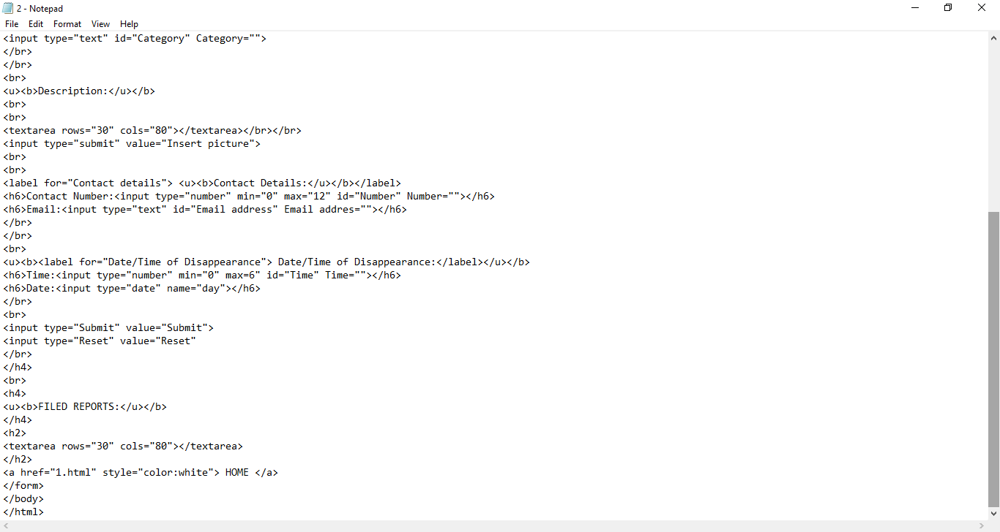 2 - Notepad
File Edit Format View Help
<input type="text" id="Category" Category="">
</br>
</br>
<br>
<u><b>Description:</u></b>
<br>
<br>
<textarea rows="30" cols="80"></textarea></br></br>
<input type="submit" value="Insert picture">
<br>
<br>
<label for="Contact details"> <u><b>Contact Details:</u></b></label>
<h6>Contact Number:<input type="number" min="0" max="12" id="Number" Number=""></h6>
<h6>Email:<input type="text" id="Email address" Email addres=""></h6>
</br>
</br>
<br>
<u><b><label for="Date/Time of Disappearance"> Date/Time of Disappearance:</label></u></b>
<h6>Time:<input type="number" min="0" max=6" id="Time" Time=""></h6>
<h6>Date:<input type="date" name="day"></h6>
</br>
<br>
<input type="Submit" value="Submit">
<input type="Reset" value="Reset"
</br>
</h4>
<br>
<h4>
<u><b>FILED REPORTS:</u></b>
</h4>
<h2>
<textarea rows="30" cols="80"></textarea>
</h2>
<a href="1.html" style="color:white"> HOME </a>
</form>
</body>
</html>